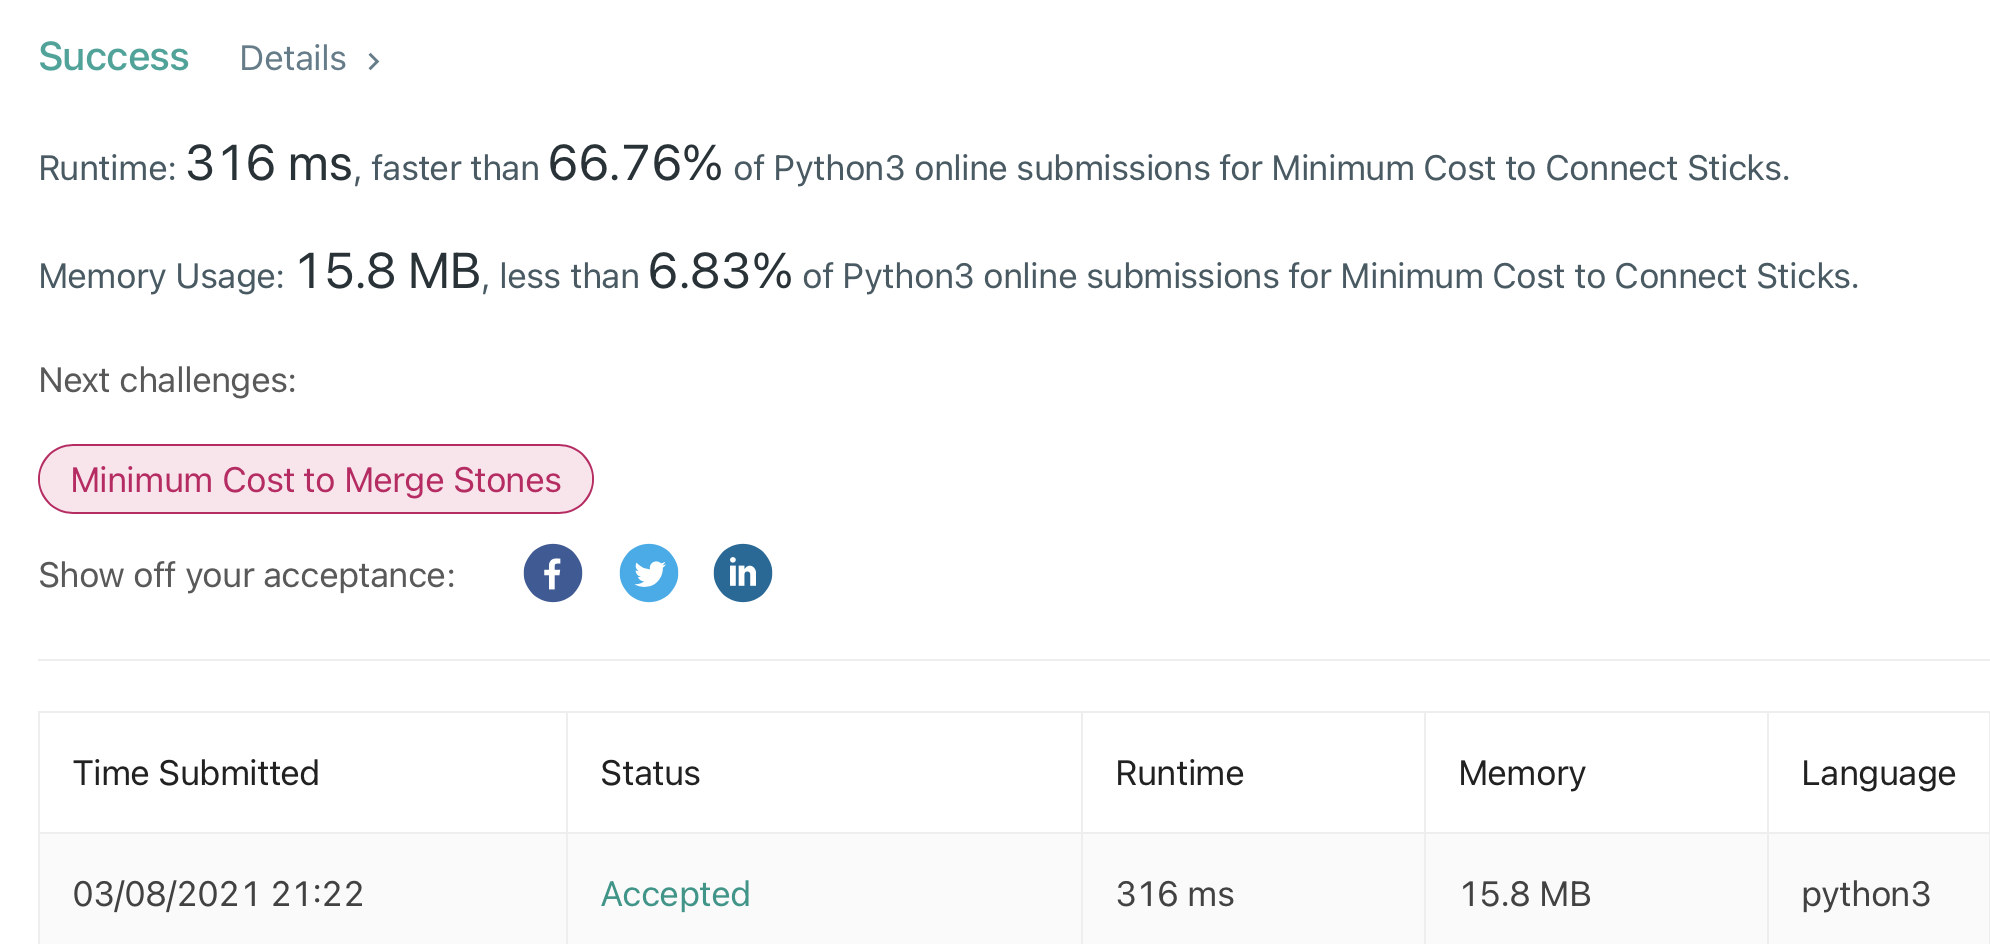 Success Details >
Runtime: 316 ms, faster than 66.76% of Python3 online submissions for Minimum Cost to Connect Sticks.
Memory Usage: 15.8 MB, less than 6.83% of Python3 online submissions for Minimum Cost to Connect Sticks.
Next challenges:
Minimum Cost to Merge Stones
Show off your acceptance: f in
Time Submitted Status Runtime Memory Language
03/08/2021 21:22 Accepted 316 ms 15.8 MB python3